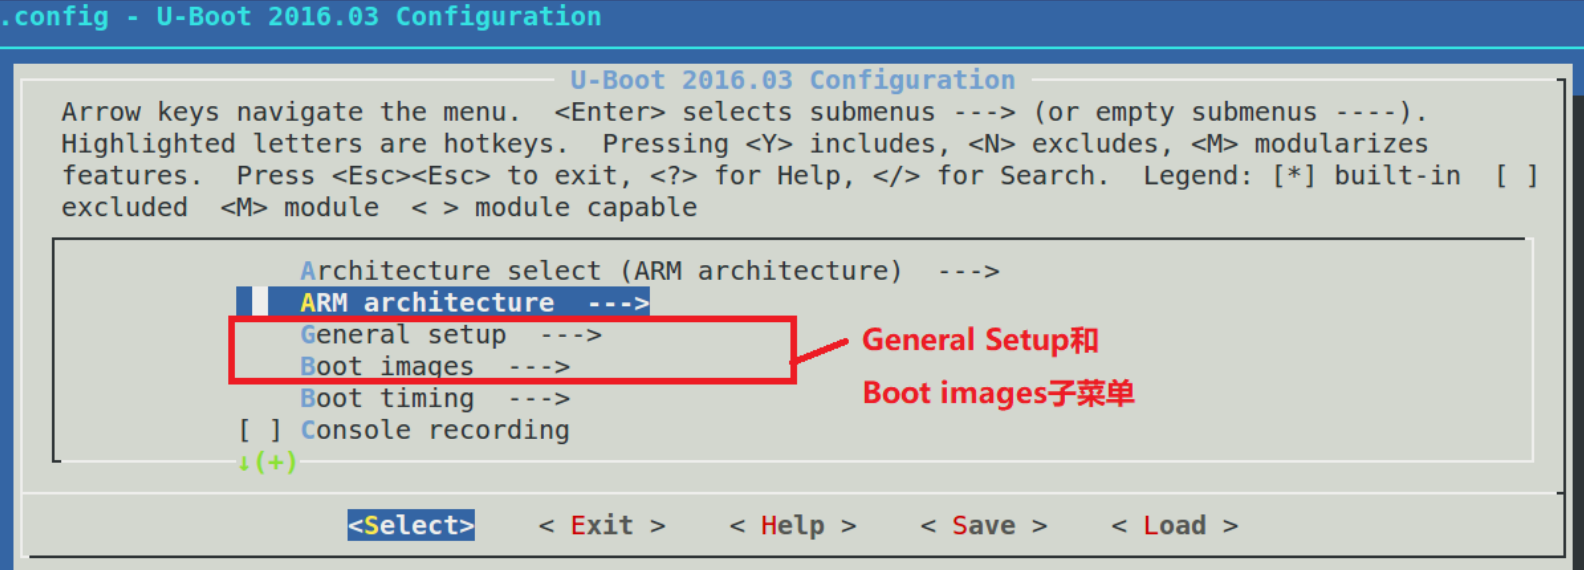 .config - U-Boot 2016.03 Configuration
U-Boot 2016.03 Configuration
Arrow keys navigate the menu.  <Enter> selects submenus ---> (or empty submenus ----).
Highlighted letters are hotkeys.  Pressing <Y> includes, <N> excludes, <M> modularizes
features.  Press <Esc><Esc> to exit, <?> for Help, </> for Search.  Legend: [*] built-in  [ ]
excluded  <M> module  < > module capable
Architecture select (ARM architecture)  --->
ARM architecture  --->
General setup  --->
Boot images  --->
Boot timing  --->
[ ] Console recording
↓(+)
General Setup和
Boot images子菜单
<Select>    < Exit >    < Help >    < Save >    < Load >